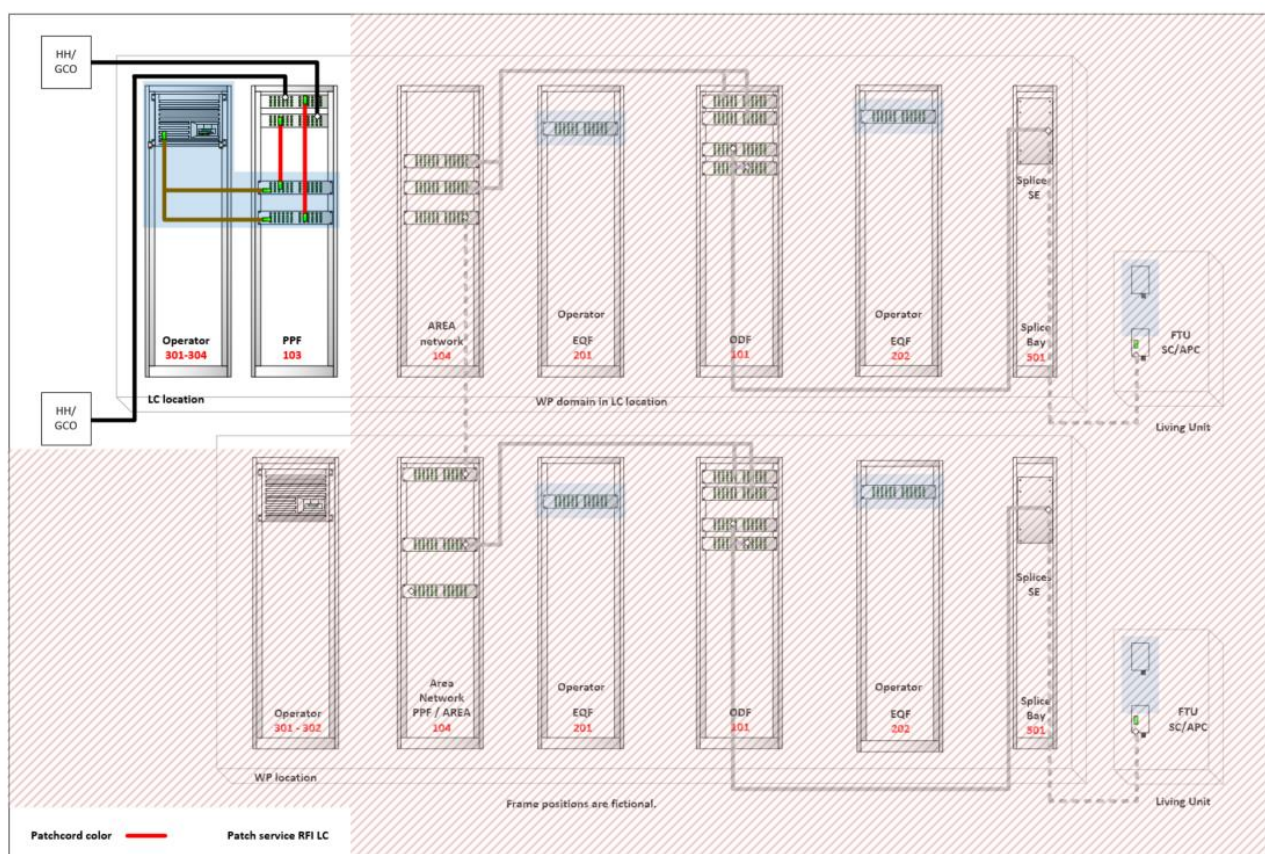 HH/
GCO
Operator
301-304
PPF
103
AREA
network
104
Operator
EQF
201
ODF
101
Operator
EQF
202
Splices
SE
Splice
Bay
501
FTU
SC/APC
LC location
WP domain in LC location
Living Unit
HH/
GCO
Operator
301 - 302
Area
Network
PPF / AREA
104
Operator
EQF
201
ODF
101
Operator
EQF
202
Splices
SE
Splice
Bay
501
FTU
SC/APC
WP location
Frame positions are fictional.
Living Unit
Patchcord color
Patch service RFI LC